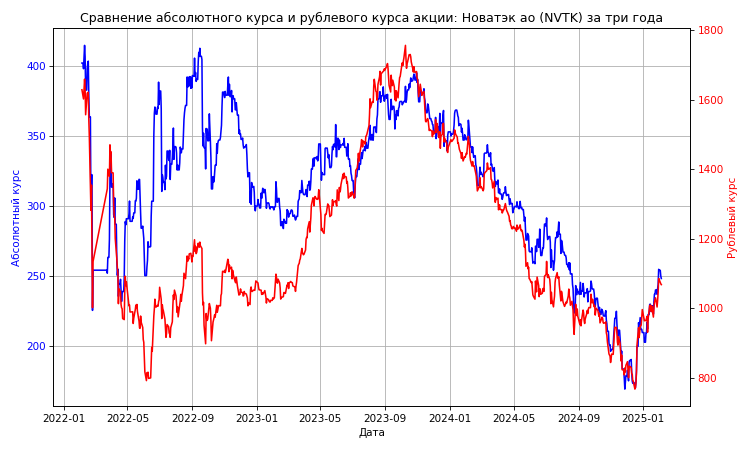 Сравнение абсолютного курса и рублевого курса акции: Новатэк ао (NVTK) за три года
1800
400
1600
350
1400
300
1200
250
1000
200
800
Абсолютный курс
Рублевый курс
2022-01 2022-05 2022-09 2023-01 2023-05 2023-09 2024-01 2024-05 2024-09 2025-01
Дата